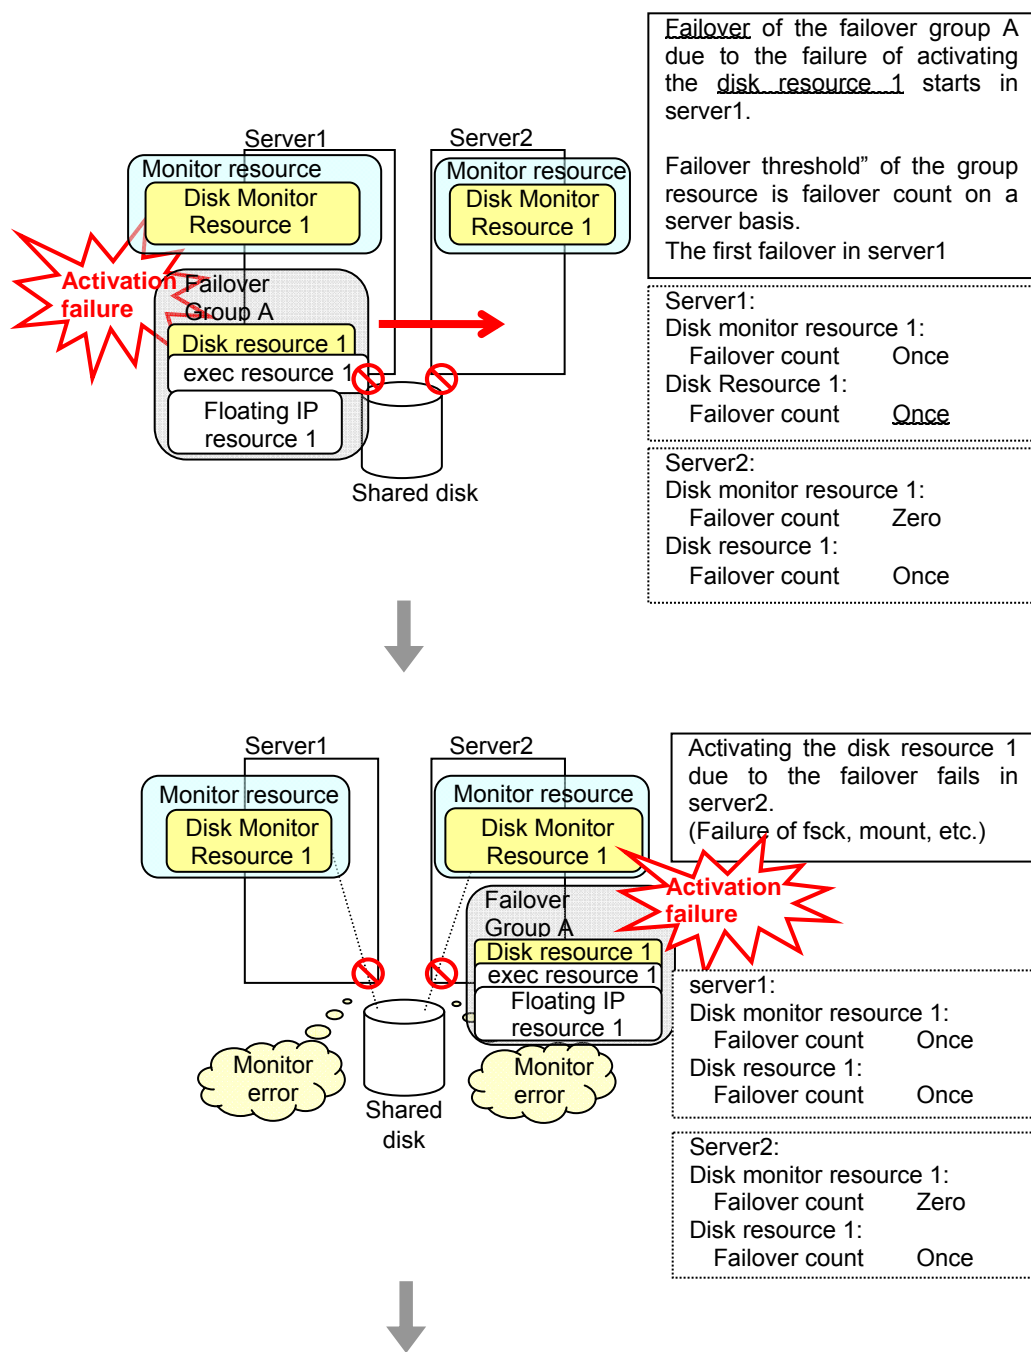 Failover of the failover group A
due to the failure of activating
the disk resource 1 starts in
server1.
Failover threshold” of the group
resource is failover count on a
server basis.
The first failover in server1
Server1
Server2
Monitor resource
Disk Monitor
Resource 1
Monitor resource
Disk Monitor
Resource 1
Activation
failure
Failover
Group A
Disk resource 1
exec resource 1
Floating IP
resource 1
Shared disk
Server1:
Disk monitor resource 1:
Failover count Once
Disk Resource 1:
Failover count Once
Server2:
Disk monitor resource 1:
Failover count Zero
Disk resource 1:
Failover count Once
Server1
Server2
Monitor resource
Disk Monitor
Resource 1
Monitor resource
Disk Monitor
Resource 1
Activating the disk resource 1
due to the failover fails in
server2.
(Failure of fsck, mount, etc.)
Activation
failure
Failover
Group A
Disk resource 1
exec resource 1
Floating IP
resource 1
Monitor
error
Shared
disk
Monitor
error
server1:
Disk monitor resource 1:
Failover count Once
Disk resource 1:
Failover count Once
Server2:
Disk monitor resource 1:
Failover count Zero
Disk resource 1:
Failover count Once